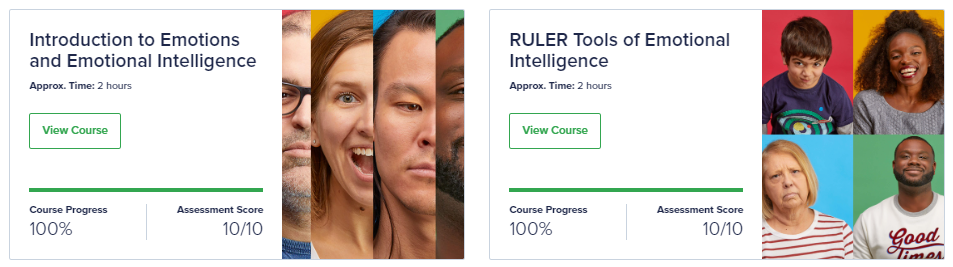 Introduction to Emotions
and Emotional Intelligence
Approx. Time: 2 hours
View Course
Course Progress
100%
Assessment Score
10/10
RULER Tools of Emotional
Intelligence
Approx. Time: 2 hours
View Course
Course Progress
100%
Assessment Score
10/10
Good
Times